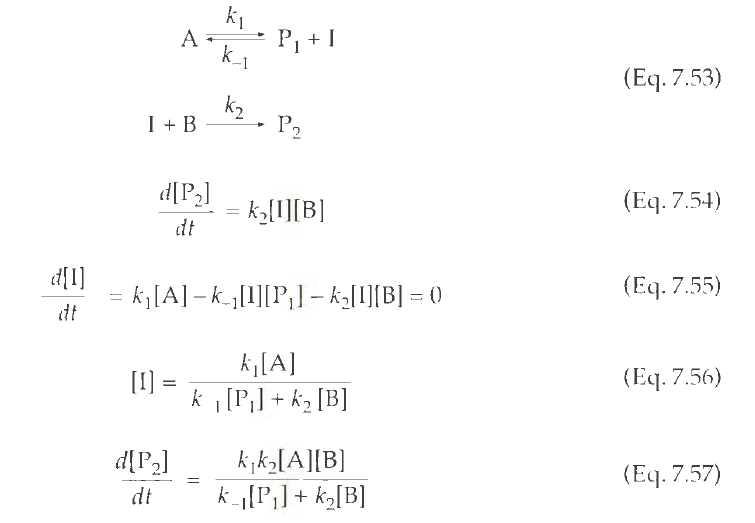 A ⇌ P₁ + I
k₁
k₋₁
(Eq. 7.53)
I + B → P₂
k₂
d[P₂]/dt = k₂[I][B] (Eq. 7.54)
d[I]/dt = k₁[A] – k₋₁[I][P₁] – k₂[I][B] = 0 (Eq. 7.55)
[I] = k₁[A] / k₋₁[P₁] + k₂[B] (Eq. 7.56)
d[P₂]/dt = k₁k₂[A][B] / k₋₁[P₁] + k₂[B] (Eq. 7.57)